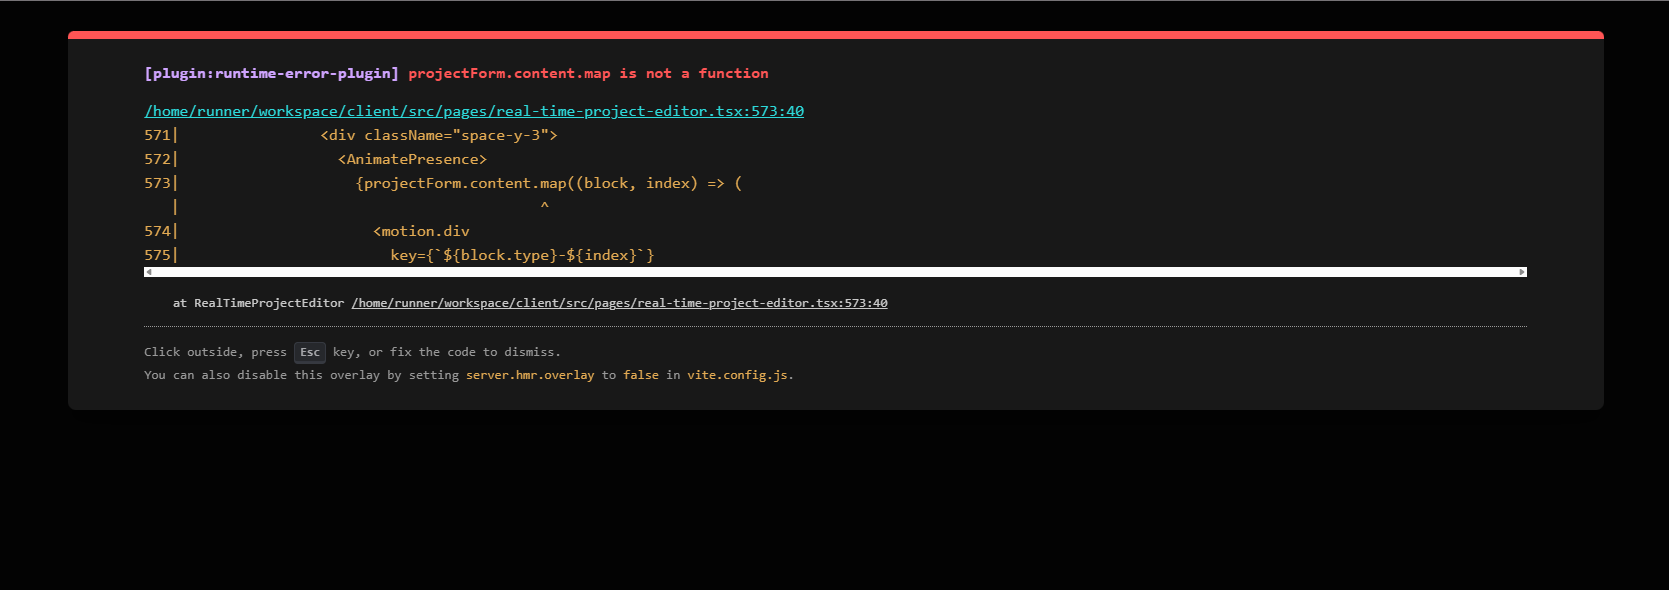 [plugin:runtime-error-plugin] projectForm.content.map is not a function
/home/runner/workspace/client/src/pages/real-time-project-editor.tsx:573:40
571|                <div className="space-y-3">
572|                  <AnimatePresence>
573|                    {projectForm.content.map((block, index) => (
   |                                         ^
574|                      <motion.div
575|                        key={`${block.type}-${index}`}
at RealTimeProjectEditor /home/runner/workspace/client/src/pages/real-time-project-editor.tsx:573:40
Click outside, press Esc key, or fix the code to dismiss.
You can also disable this overlay by setting server.hmr.overlay to false in vite.config.js.